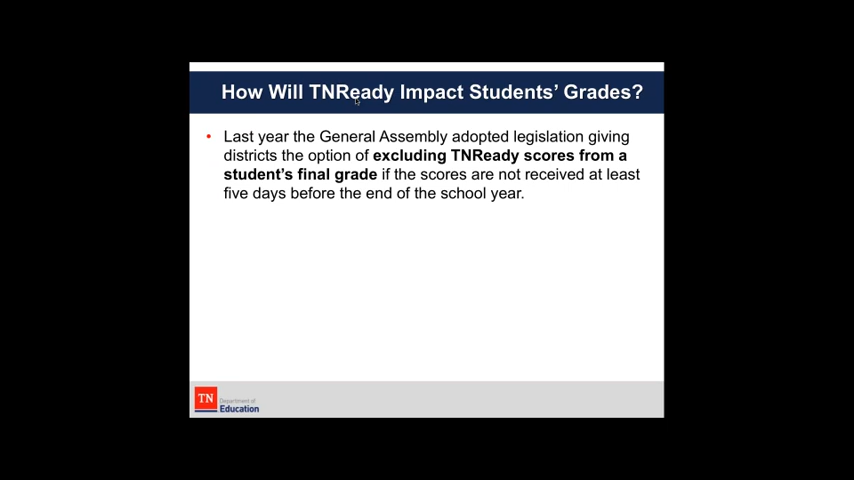 How Will TNReady Impact Students' Grades?
• Last year the General Assembly adopted legislation giving
districts the option of excluding TNReady scores from a
student's final grade if the scores are not received at least
five days before the end of the school year.
TN
Department of
Education